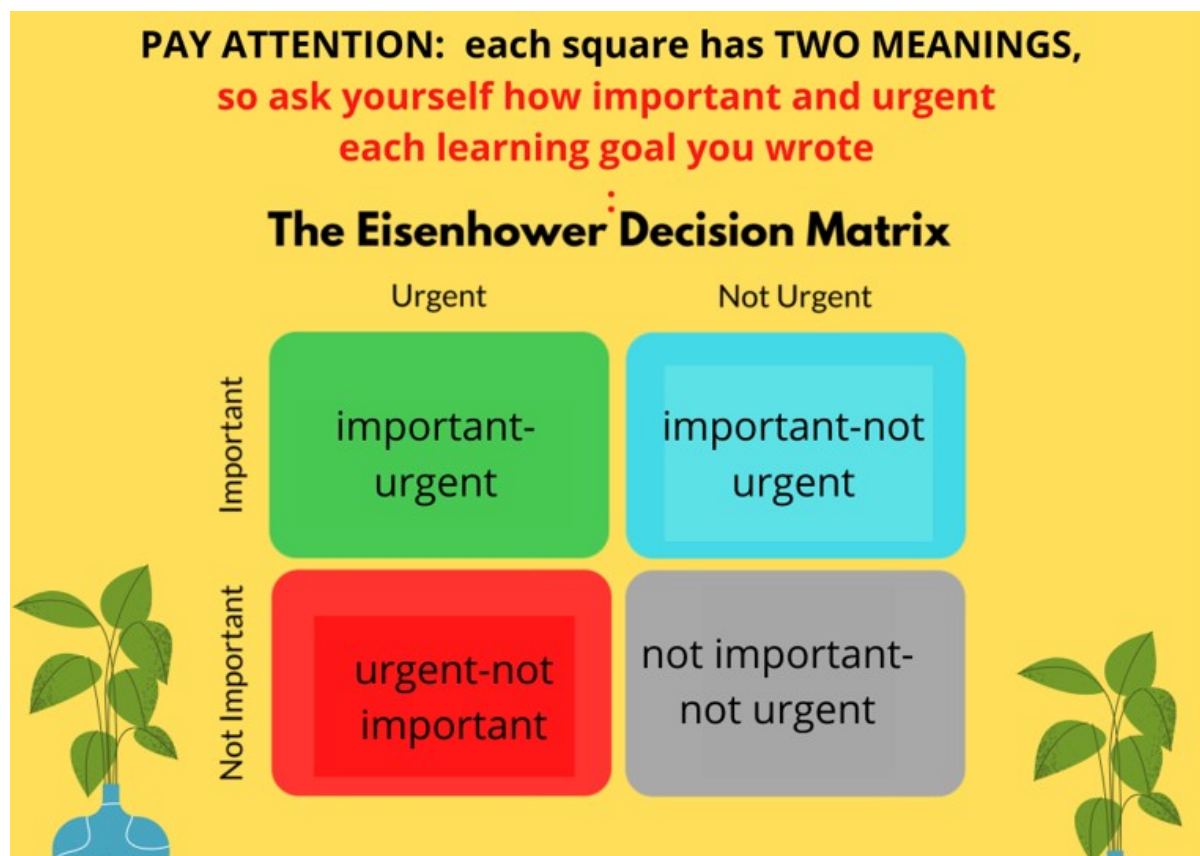 PAY ATTENTION:  each square has TWO MEANINGS,
so ask yourself how important and urgent
each learning goal you wrote
:
The Eisenhower Decision Matrix
Urgent
Not Urgent
Important
important-
urgent
important-not
urgent
Not Important
urgent-not
important
not important-
not urgent